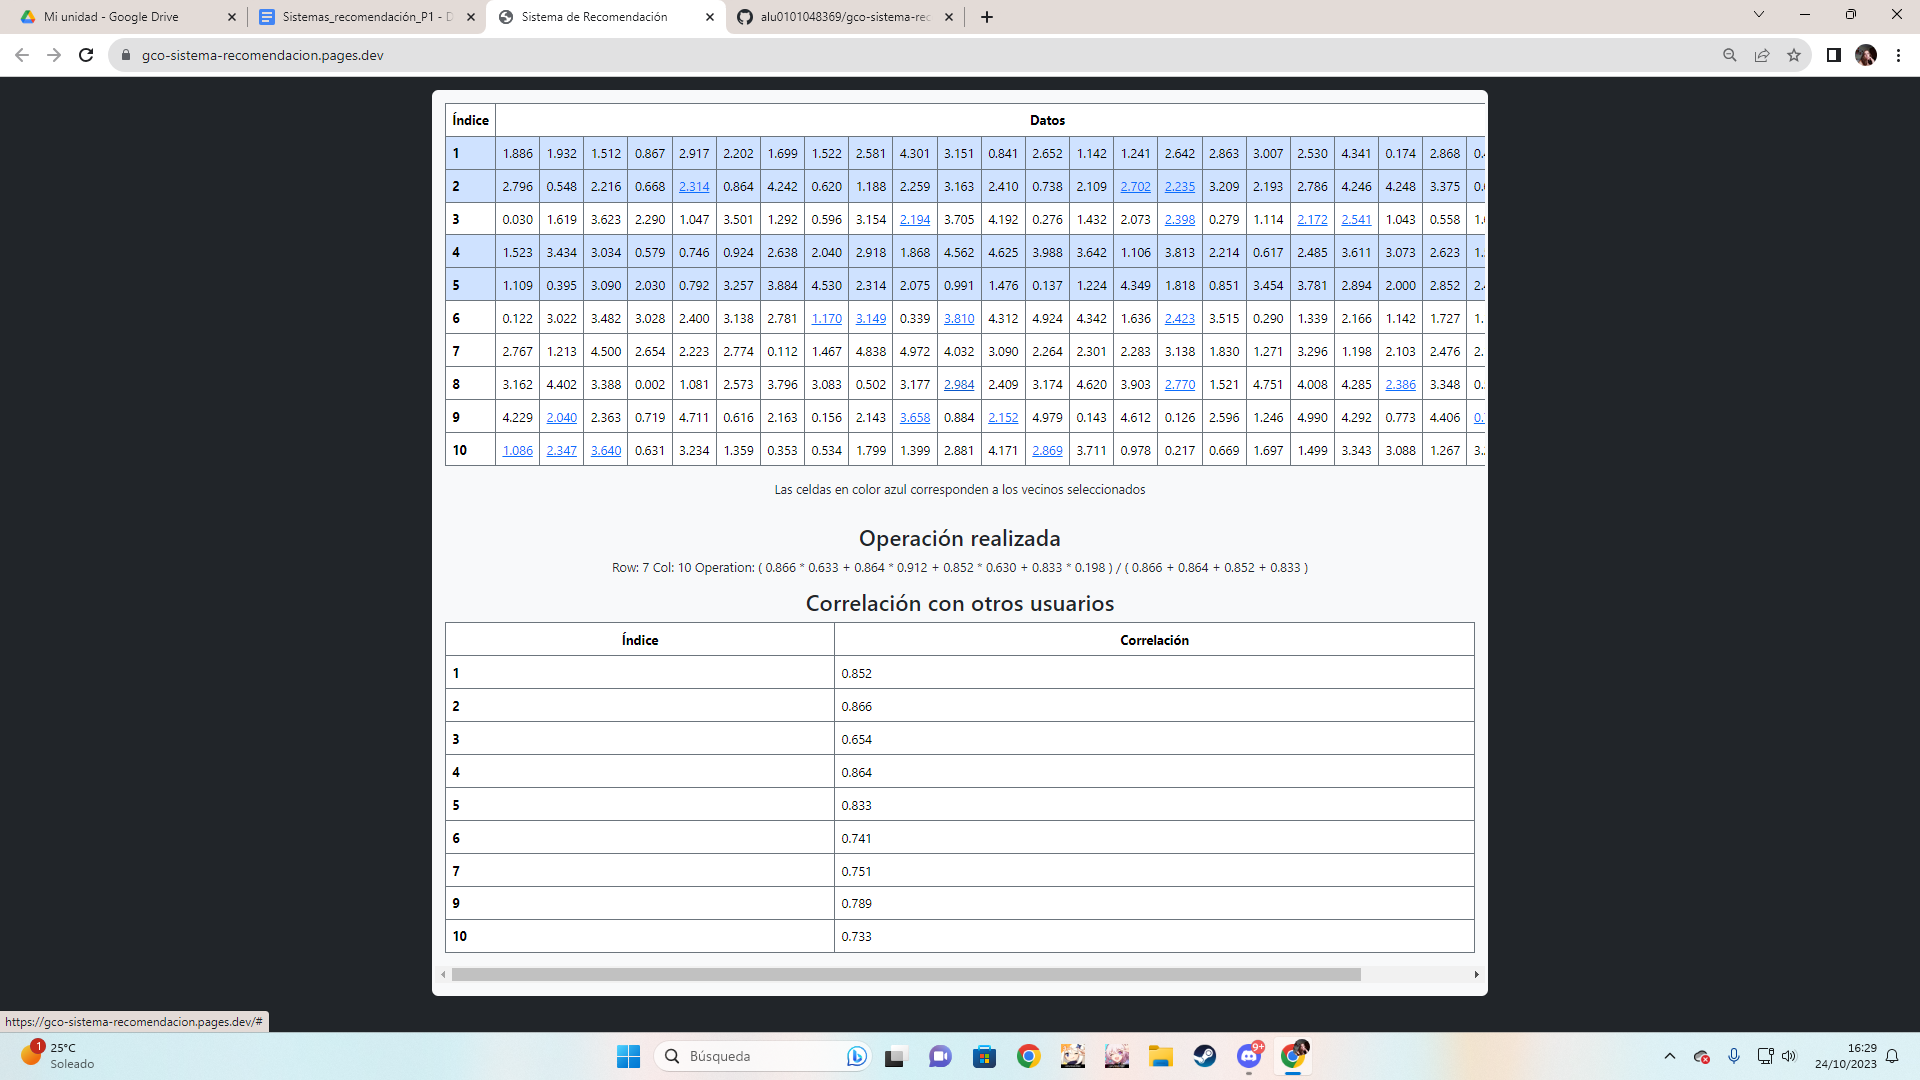 Mi unidad - Google Drive
Sistemas_recomendación_P1 - D
Sistema de Recomendación
alu0101048369/gco-sistema-rec
gco-sistema-recomendacion.pages.dev
Índice Datos
1 1.886 1.932 1.512 0.867 2.917 2.202 1.699 1.522 2.581 4.301 3.151 0.841 2.652 1.142 1.241 2.642 2.863 3.007 2.530 4.341 0.174 2.868
2 2.796 0.548 2.216 0.668 2.314 0.864 4.242 0.620 1.188 2.259 3.163 2.410 0.738 2.109 2.702 2.235 3.209 2.193 2.786 4.246 4.248 3.375
3 0.030 1.619 3.623 2.290 1.047 3.501 1.292 0.596 3.154 2.194 3.705 4.192 0.276 1.432 2.073 2.398 0.279 1.114 2.172 2.541 1.043 0.558
4 1.523 3.434 3.034 0.579 0.746 0.924 2.638 2.040 2.918 1.868 4.562 4.625 3.988 3.642 1.106 3.813 2.214 0.617 2.485 3.611 3.073 2.623
5 1.109 0.395 3.090 2.030 0.792 3.257 3.884 4.530 2.314 2.075 0.991 1.476 0.137 1.224 4.349 1.818 0.851 3.454 3.781 2.894 2.000 2.852
6 0.122 3.022 3.482 3.028 2.400 3.138 2.781 1.170 3.149 0.339 3.810 4.312 4.924 4.342 1.636 2.423 3.515 0.290 1.339 2.166 1.142 1.727
7 2.767 1.213 4.500 2.654 2.223 2.774 0.112 1.467 4.838 4.972 4.032 3.090 2.264 2.301 2.283 3.138 1.830 1.271 3.296 1.198 2.103 2.476
8 3.162 4.402 3.388 0.002 1.081 2.573 3.796 3.083 0.502 3.177 2.984 2.409 3.174 4.620 3.903 2.770 1.521 4.751 4.008 4.285 2.386 3.348
9 4.229 2.040 2.363 0.719 4.711 0.616 2.163 0.156 2.143 3.658 0.884 2.152 4.979 0.143 4.612 0.126 2.596 1.246 4.990 4.292 0.773 4.406
10 1.086 2.347 3.640 0.631 3.234 1.359 0.353 0.534 1.799 1.399 2.881 4.171 2.869 3.711 0.978 0.217 0.669 1.697 1.499 3.343 3.088 1.267
Las celdas en color azul corresponden a los vecinos seleccionados
Operación realizada
Row: 7 Col: 10 Operation: ( 0.866 * 0.633 + 0.864 * 0.912 + 0.852 * 0.630 + 0.833 * 0.198 ) / ( 0.866 + 0.864 + 0.852 + 0.833 )
Correlación con otros usuarios
Índice Correlación
1 0.852
2 0.866
3 0.654
4 0.864
5 0.833
6 0.741
7 0.751
9 0.789
10 0.733
https://gco-sistema-recomendacion.pages.dev/#
1
25°C
Soleado
Búsqueda
9+
16:29
24/10/2023